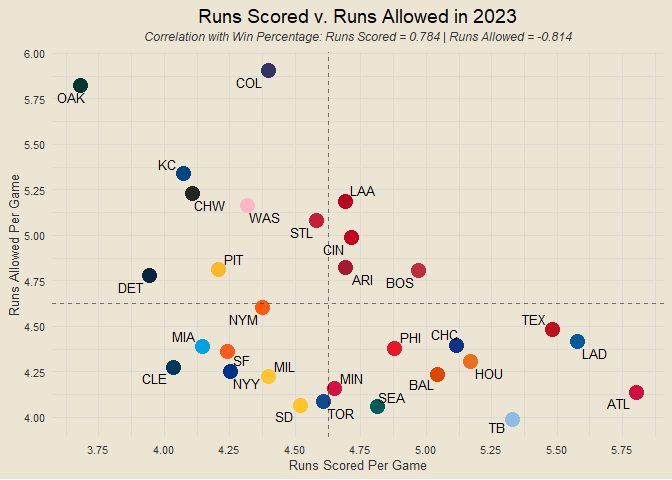 Runs Scored v. Runs Allowed in 2023
Correlation with Win Percentage: Runs Scored = 0.784 | Runs Allowed = -0.814
6.00
COL
5.75
OAK
5.50
KC
5.25
CHW
LAA
WAS
STL
5.00
CIN
PIT
ARI
BOS
4.75
DET
NYM
TEX
4.50
MIA
PHI
CHC
LAD
SF
CLE
NYY
MIL
HOU
4.25
MIN
BAL
SEA
ATL
SD
TOR
TB
4.00
Runs Allowed Per Game
3.75 4.00 4.25 4.50 4.75 5.00 5.25 5.50 5.75
Runs Scored Per Game